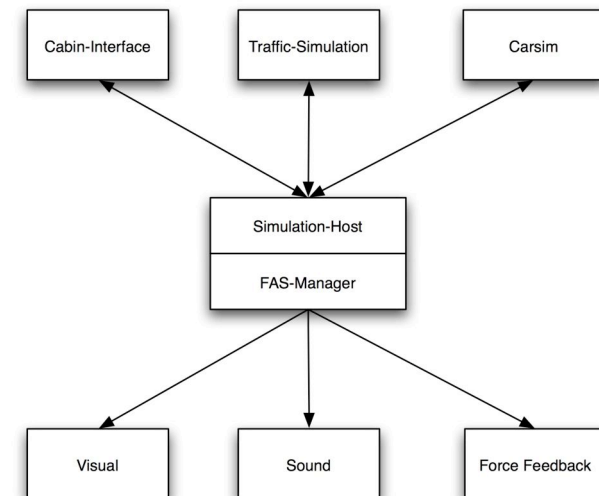 Cabin-Interface
Traffic-Simulation
Carsim
Simulation-Host
FAS-Manager
Visual
Sound
Force Feedback